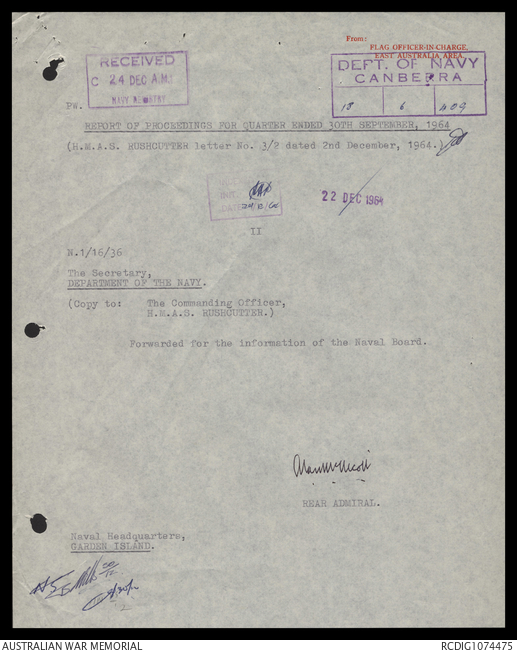 From:
FLAG OFFICER-IN-CHARGE,
EAST AUSTRALIA AREA.
RECEIVED
C 24 DEC A.M.
NAVY REGISTRY
DEPT. OF NAVY
CANBERRA
18 6 409
PW.
REPORT OF PROCEEDINGS FOR QUARTER ENDED 30TH SEPTEMBER, 1964
(H.M.A.S. RUSHCUTTER letter No. 3/2 dated 2nd December, 1964.)
22 DEC 1964
II
N.1/16/36
The Secretary,
DEPARTMENT OF THE NAVY.
(Copy to: The Commanding Officer,
H.M.A.S. RUSHCUTTER.)
Forwarded for the information of the Naval Board.
REAR ADMIRAL.
Naval Headquarters,
GARDEN ISLAND.
AUSTRALIAN WAR MEMORIAL
RCDIG1074475